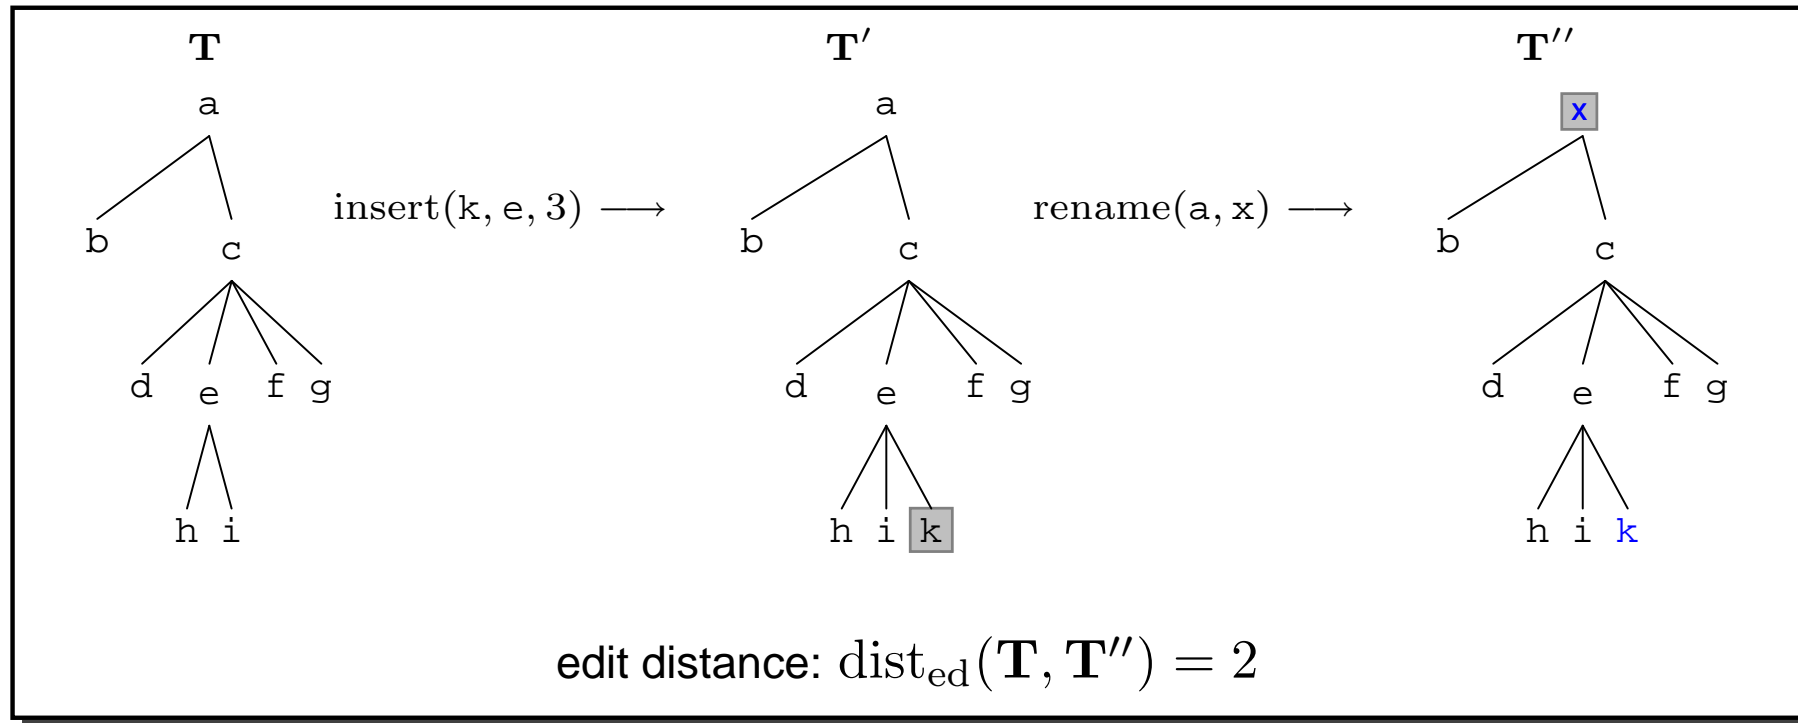 T T′ T′′
a a x
insert(k, e, 3) ⟶ rename(a, x) ⟶
b c b c b c
d e f g d e f g d e f g
h i h i k h i k
edit distance: dist_ed(T, T′′) = 2